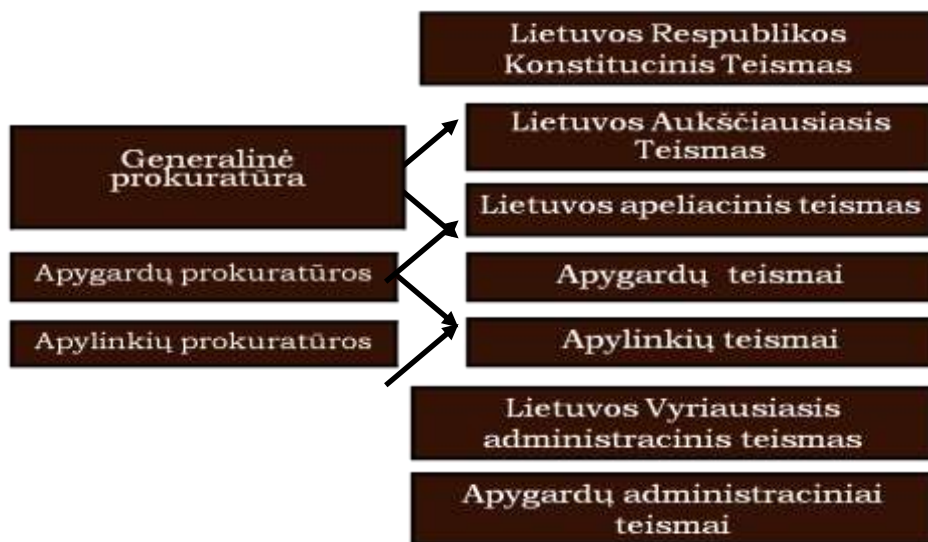 Lietuvos Respublikos
Konstitucinis Teismas
Generalinė
prokuratūra
Apygardų prokuratūros
Apylinkių prokuratūros
Lietuvos Aukščiausiasis
Teismas
Lietuvos apeliacinis teismas
Apygardų teismai
Apylinkių teismai
Lietuvos Vyriausiasis
administracinis teismas
Apygardų administraciniai
teismai